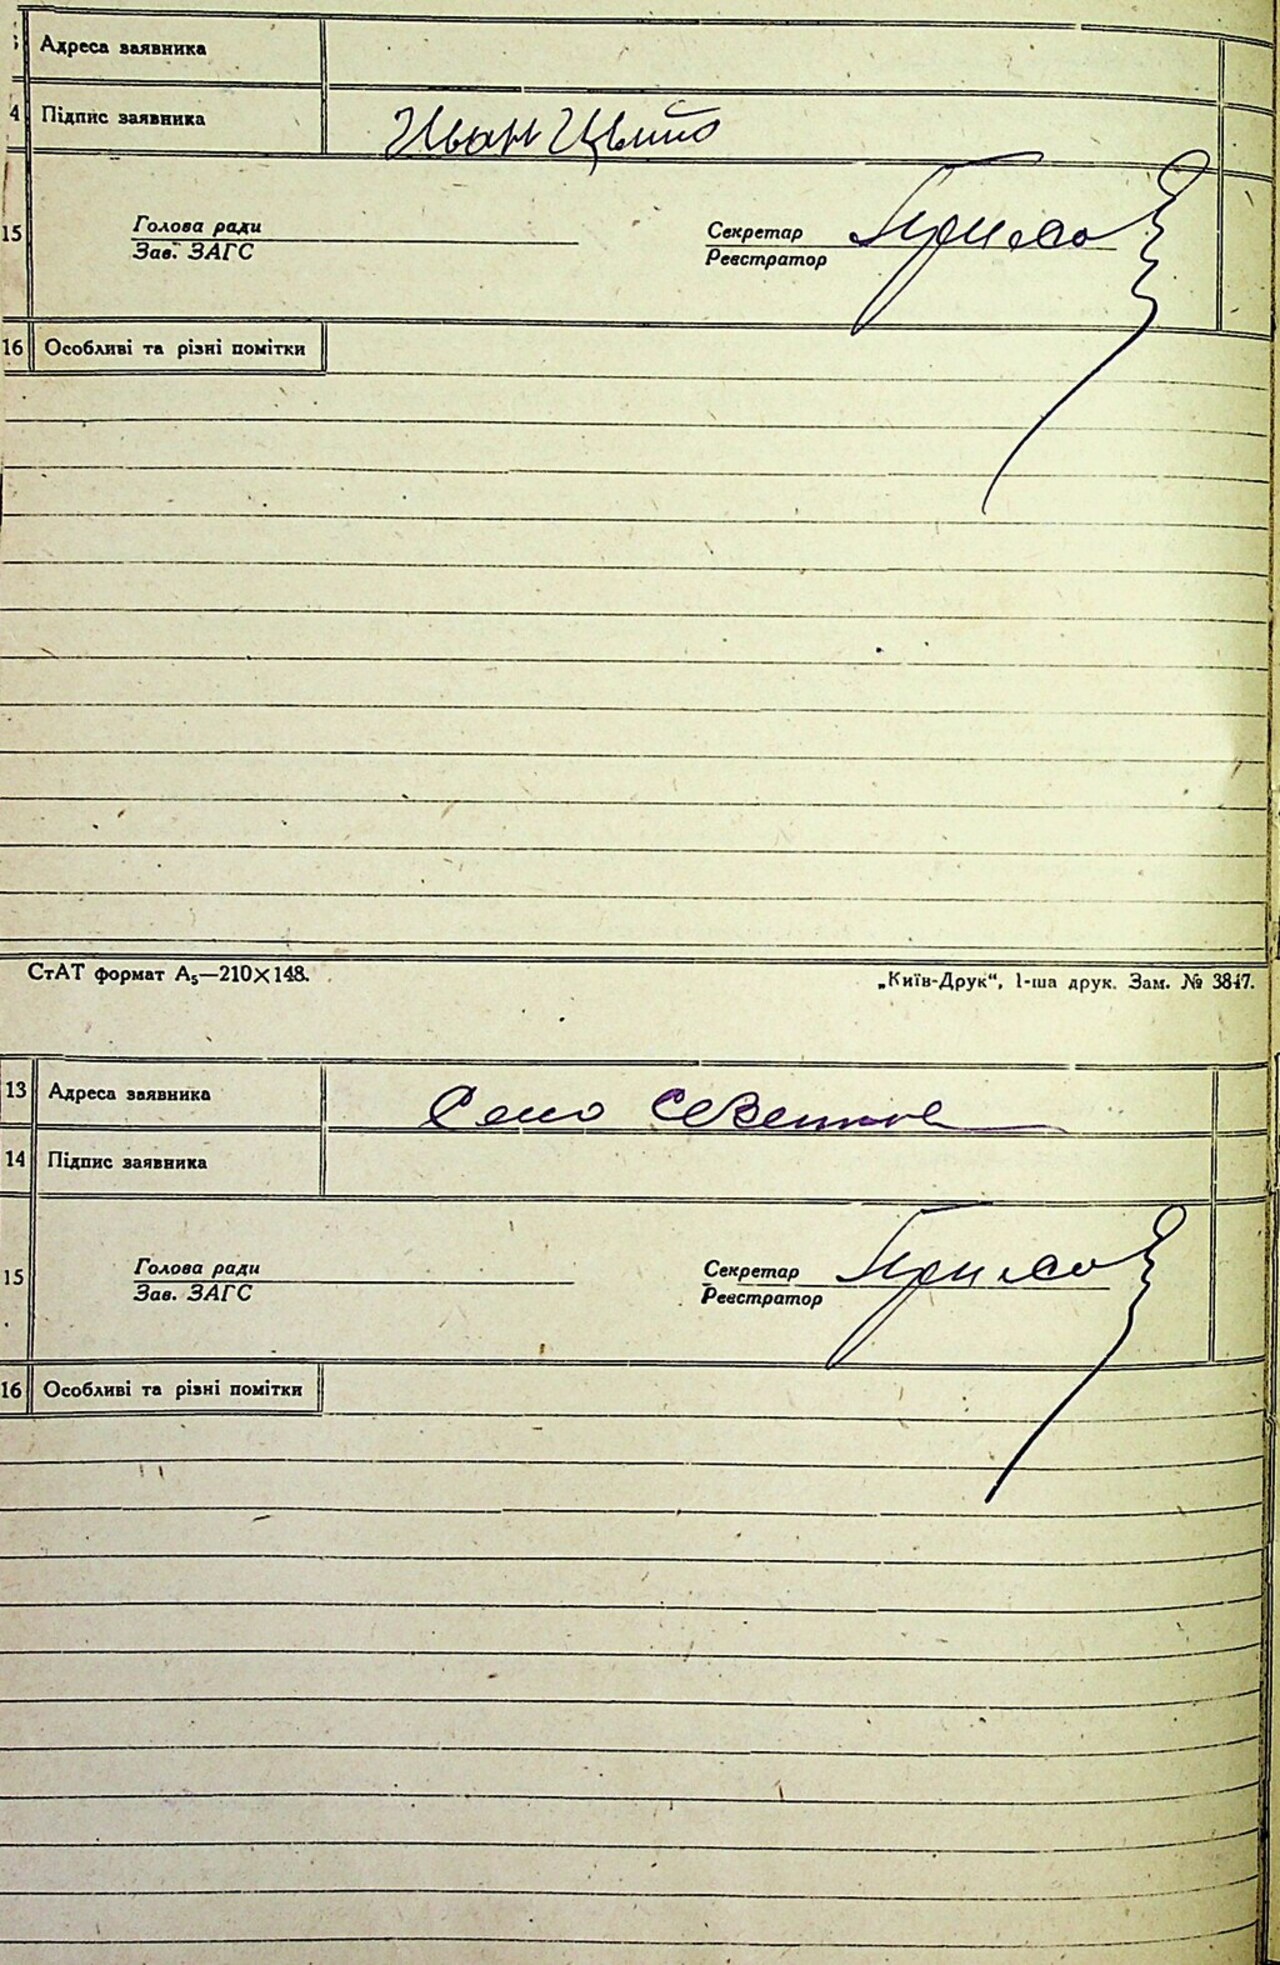 Адреса заявника
4 Підпис заявника Иван
15 Голова ради Секретар
Зав. ЗАГС Реєстратор
16 Особливі та різні помітки
СтАТ формат А₅—210×148. „Київ-Друк“, 1-ша друк. Зам. № 3847.
13 Адреса заявника Село
14 Підпис заявника
15 Голова ради Секретар
Зав. ЗАГС Реєстратор
16 Особливі та різні помітки